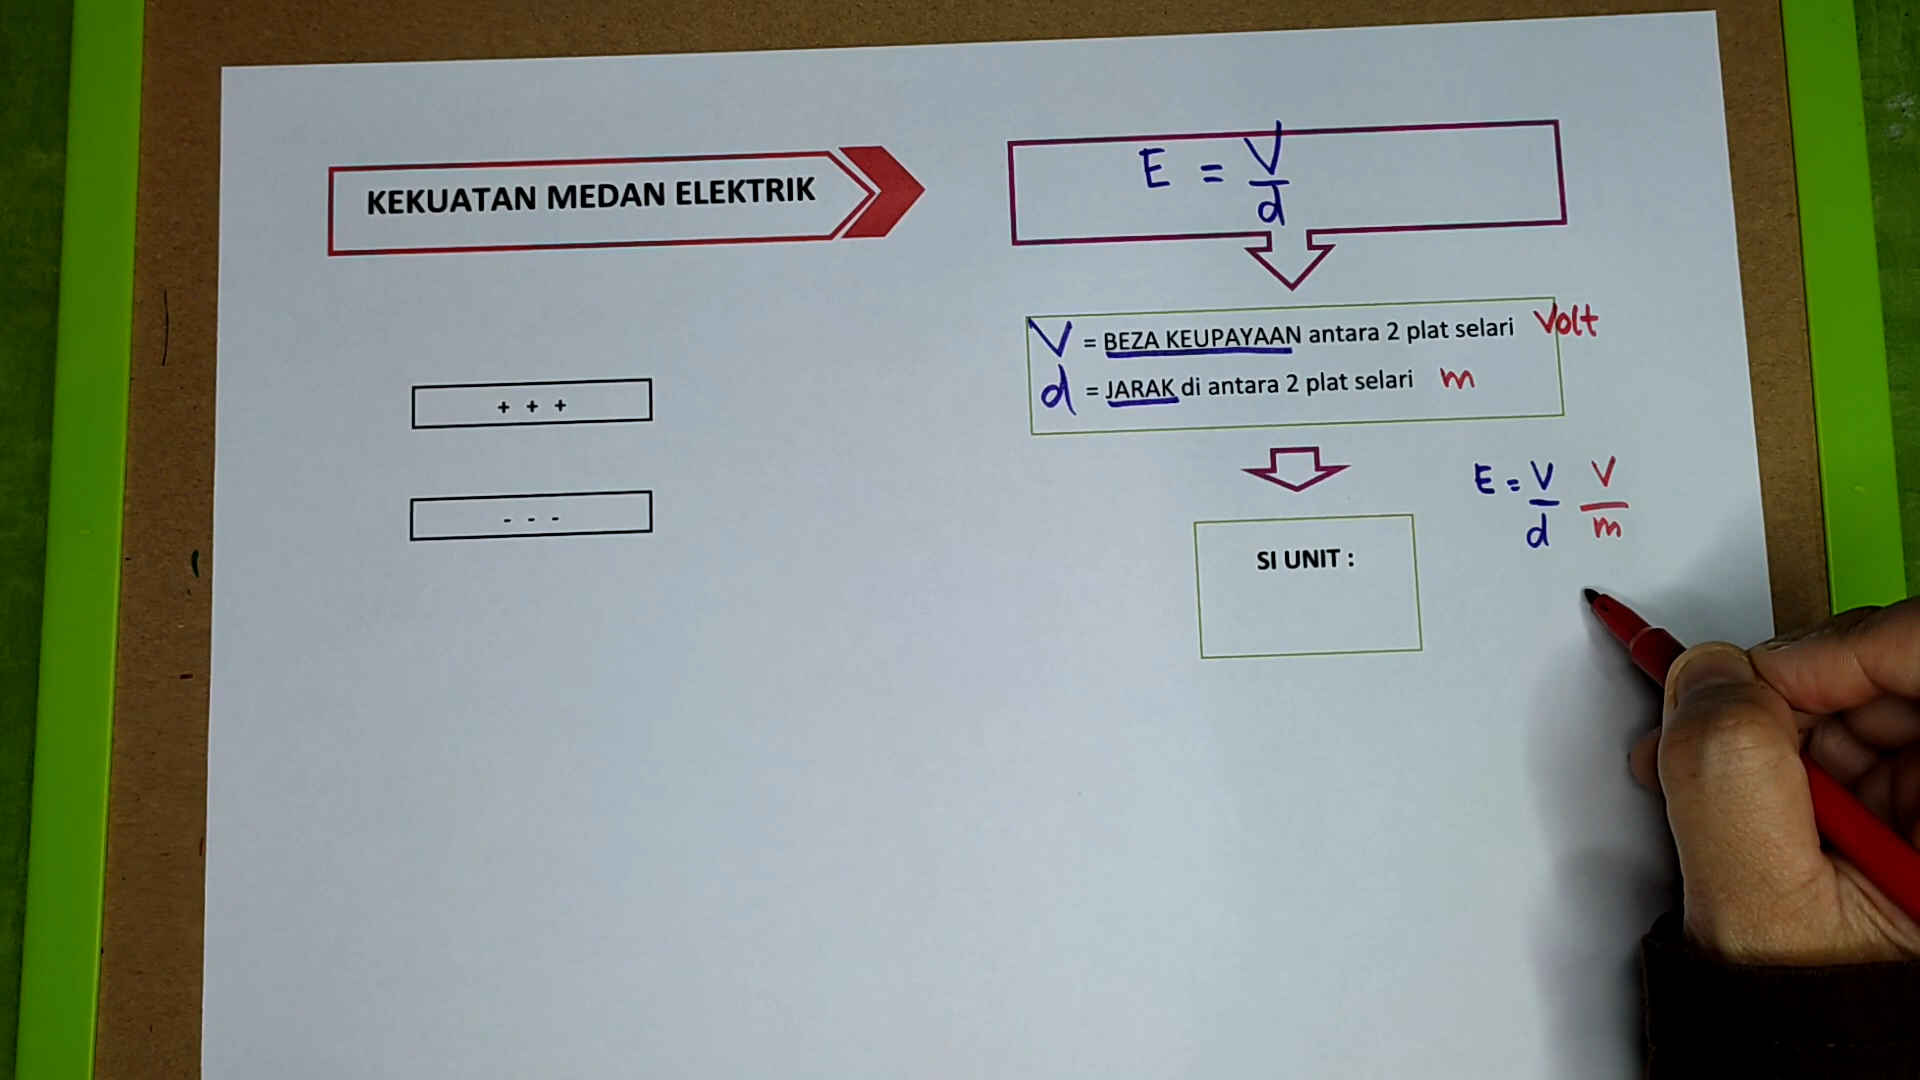 KEKUATAN MEDAN ELEKTRIK
E = V/d
V = BEZA KEUPAYAAN antara 2 plat selari Volt
d = JARAK di antara 2 plat selari m
+ + +
- - -
E = V/d V/m
SI UNIT :